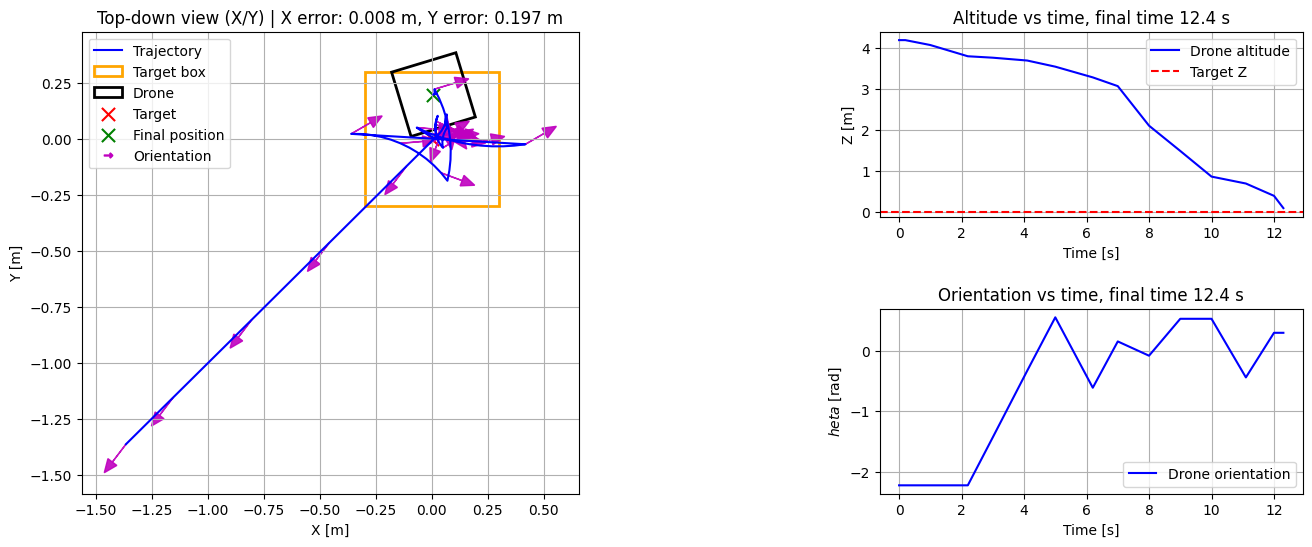 Top-down view (X/Y) | X error: 0.008 m, Y error: 0.197 m
Trajectory
Target box
Drone
Target
Final position
Orientation
0.25
0.00
−0.25
−0.50
−0.75
−1.00
−1.25
−1.50
Y [m]
−1.50
−1.25
−1.00
−0.75
−0.50
−0.25
0.00
0.25
0.50
X [m]
Altitude vs time, final time 12.4 s
Drone altitude
Target Z
4
3
2
1
0
Z [m]
0
2
4
6
8
10
12
Time [s]
Orientation vs time, final time 12.4 s
0
−1
−2
heta [rad]
Drone orientation
0
2
4
6
8
10
12
Time [s]